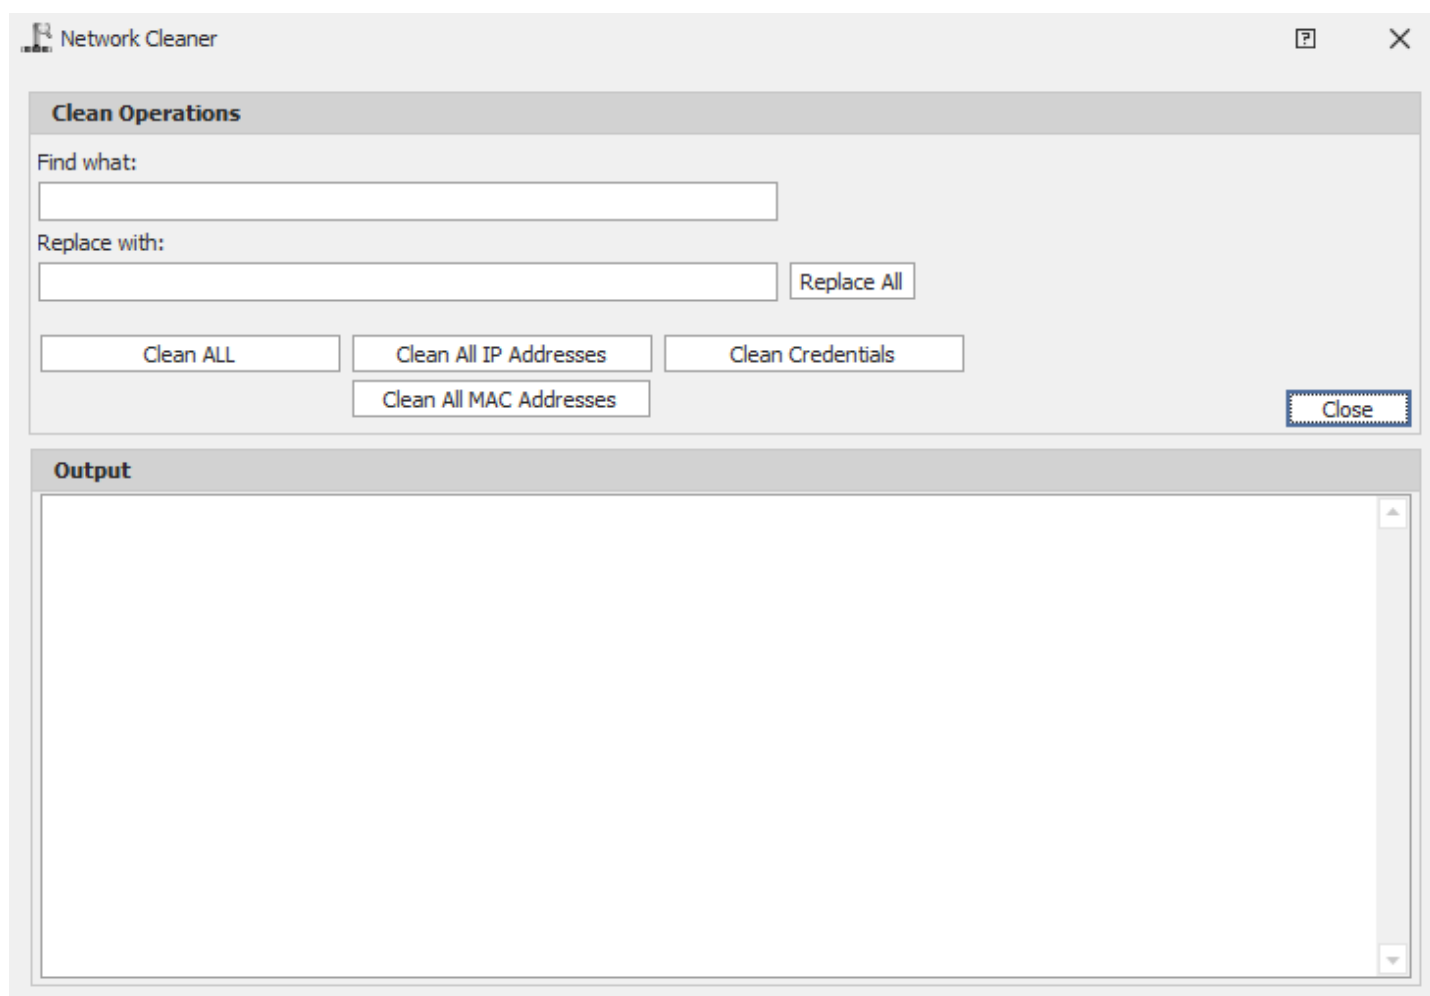 Network Cleaner
Clean Operations
Find what:
Replace with:
Replace All
Clean ALL
Clean All IP Addresses
Clean Credentials
Clean All MAC Addresses
Close
Output